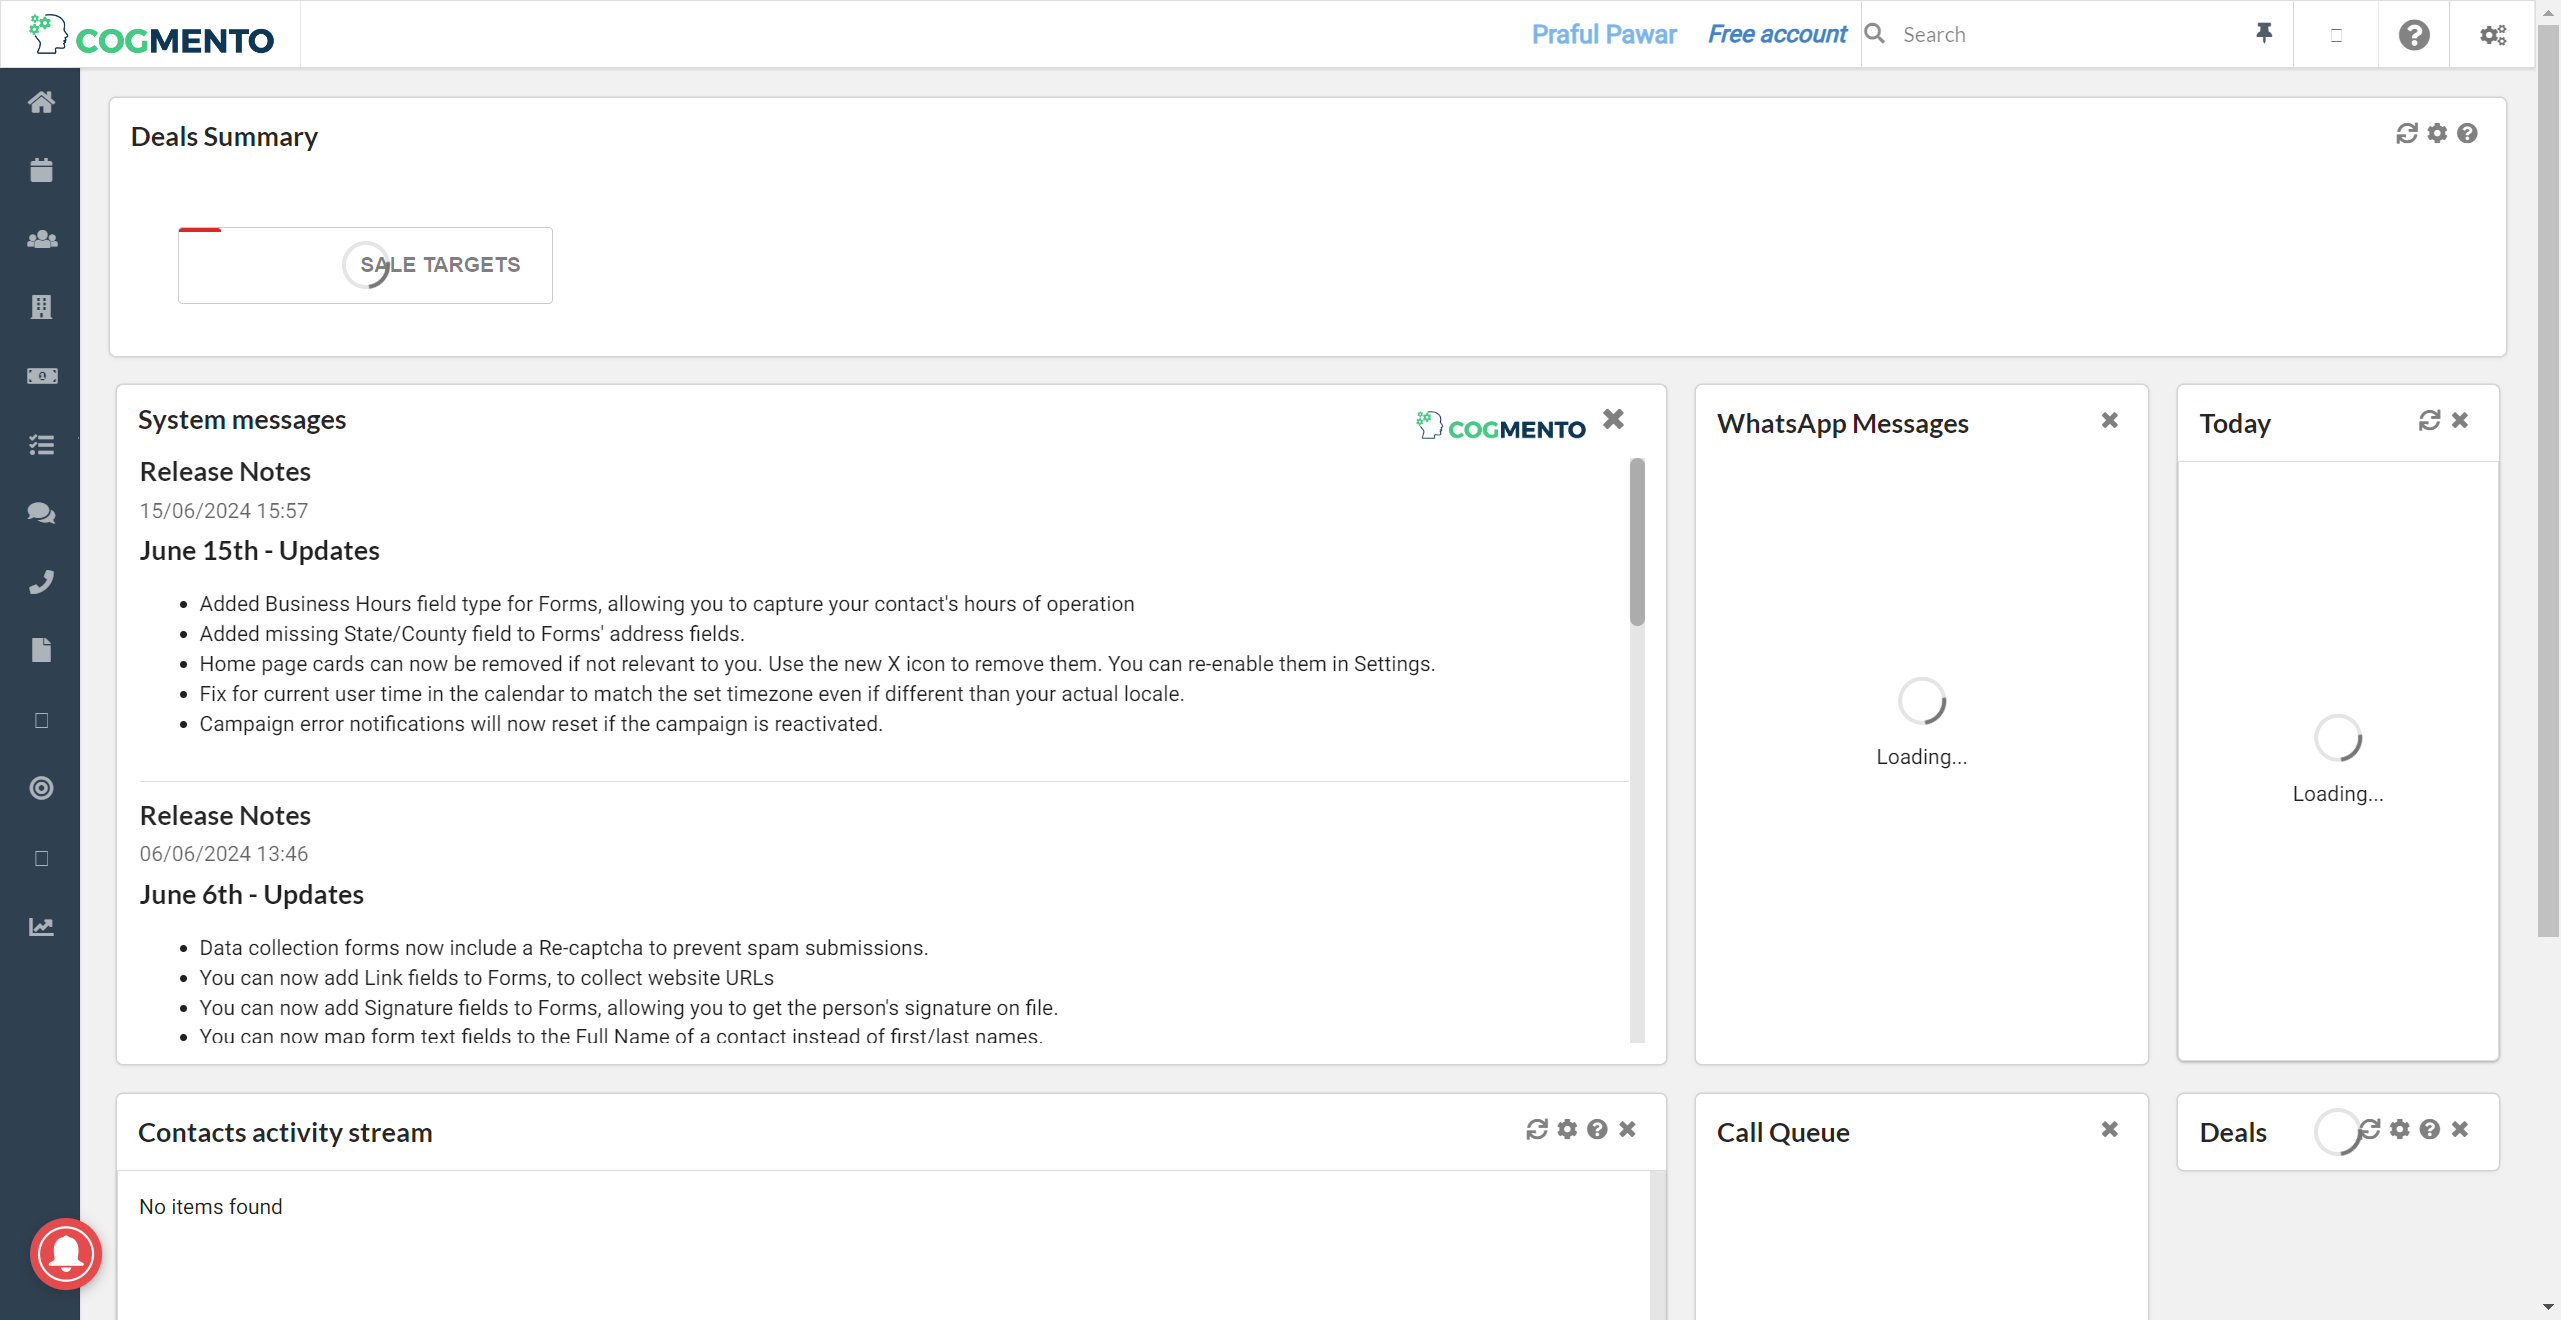 COGMENTO
Praful Pawar
Free account
Search
Deals Summary
SALE TARGETS
System messages
COGMENTO
Release Notes
15/06/2024 15:57
June 15th - Updates
Added Business Hours field type for Forms, allowing you to capture your contact's hours of operation
Added missing State/County field to Forms' address fields.
Home page cards can now be removed if not relevant to you. Use the new X icon to remove them. You can re-enable them in Settings.
Fix for current user time in the calendar to match the set timezone even if different than your actual locale.
Campaign error notifications will now reset if the campaign is reactivated.
Release Notes
06/06/2024 13:46
June 6th - Updates
Data collection forms now include a Re-captcha to prevent spam submissions.
You can now add Link fields to Forms, to collect website URLs
You can now add Signature fields to Forms, allowing you to get the person's signature on file.
You can now map form text fields to the Full Name of a contact instead of first/last names.
WhatsApp Messages
Loading...
Today
Loading...
Contacts activity stream
No items found
Call Queue
Deals